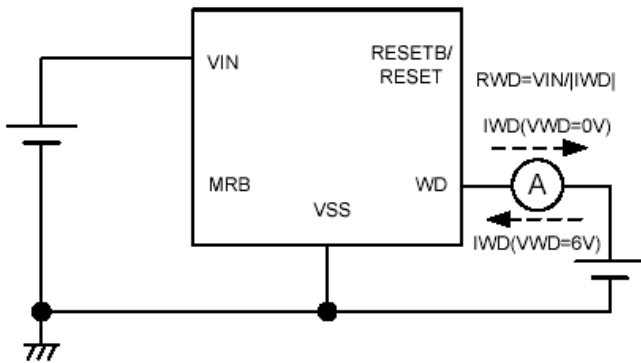 VIN
RESETB/
RESET
RWD=VIN/|IWD|
IWD(VWD=0V)
MRB
WD
A
VSS
IWD(VWD=6V)